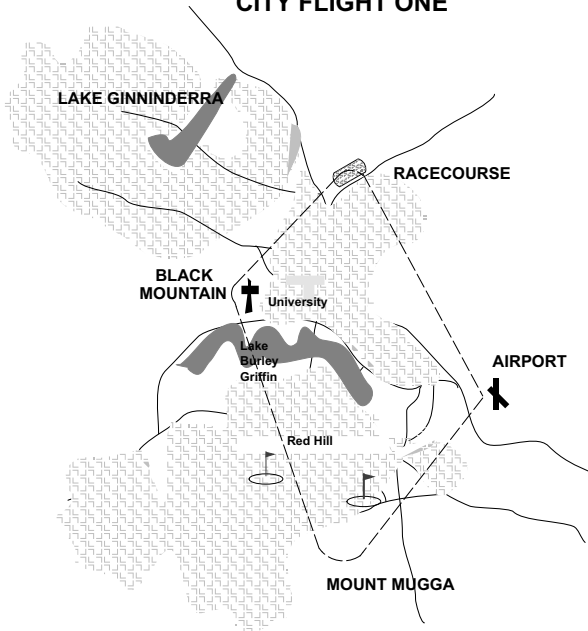 CITY FLIGHT ONE
LAKE GINNINDERRA
RACECOURSE
BLACK
MOUNTAIN
University
Lake
Burley
Griffin
AIRPORT
Red Hill
MOUNT MUGGA